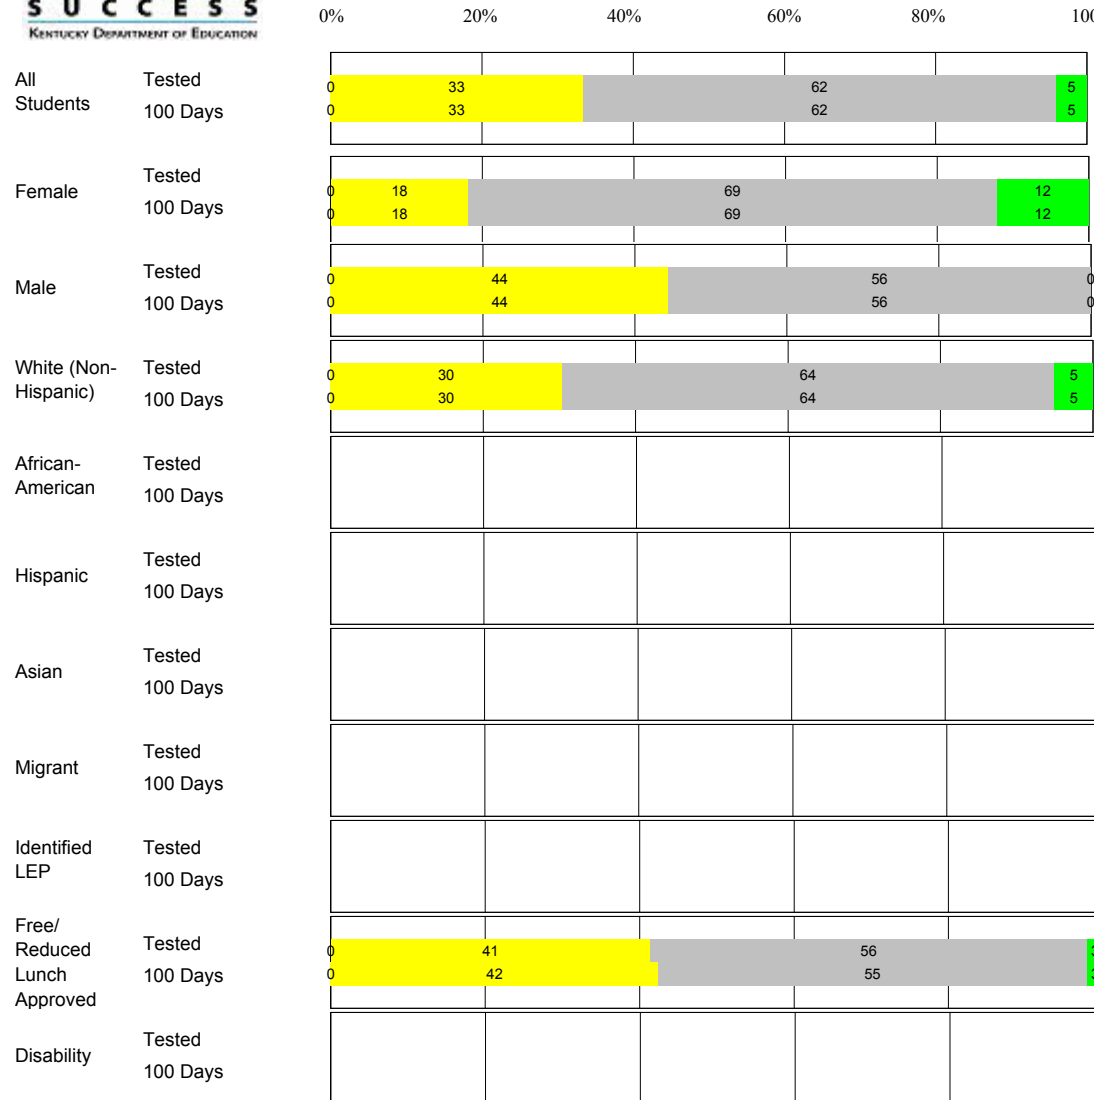 SUCCESS
KENTUCKY DEPARTMENT OF EDUCATION
0% 20% 40% 60% 80% 100
All Students Tested 0 33 62 5
100 Days 0 33 62 5
Female Tested 0 18 69 12
100 Days 0 18 69 12
Male Tested 0 44 56 0
100 Days 0 44 56 0
White (Non-Hispanic) Tested 0 30 64 5
100 Days 0 30 64 5
African-American Tested
100 Days
Hispanic Tested
100 Days
Asian Tested
100 Days
Migrant Tested
100 Days
Identified LEP Tested
100 Days
Free/ Reduced Lunch Approved Tested 0 41 56 3
100 Days 0 42 55 3
Disability Tested
100 Days